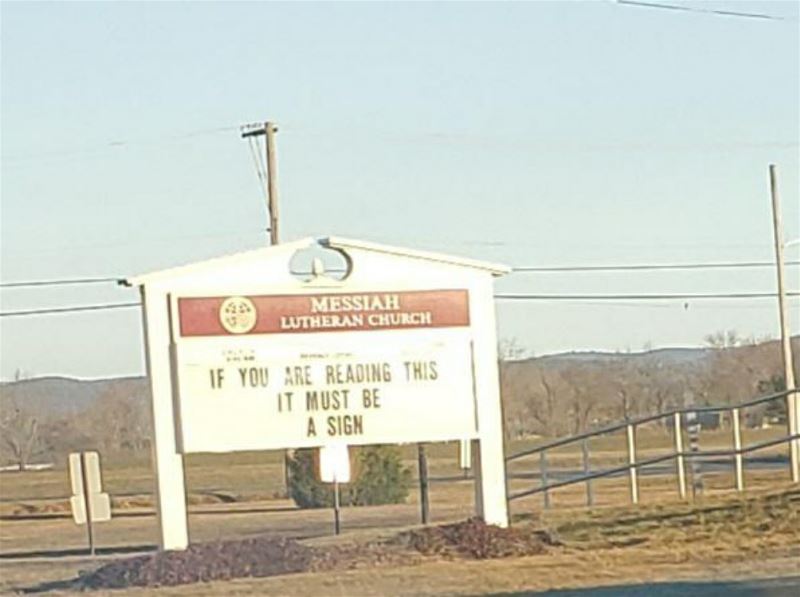 MESSIAH
LUTHERAN CHURCH
IF YOU ARE READING THIS
IT MUST BE
A SIGN